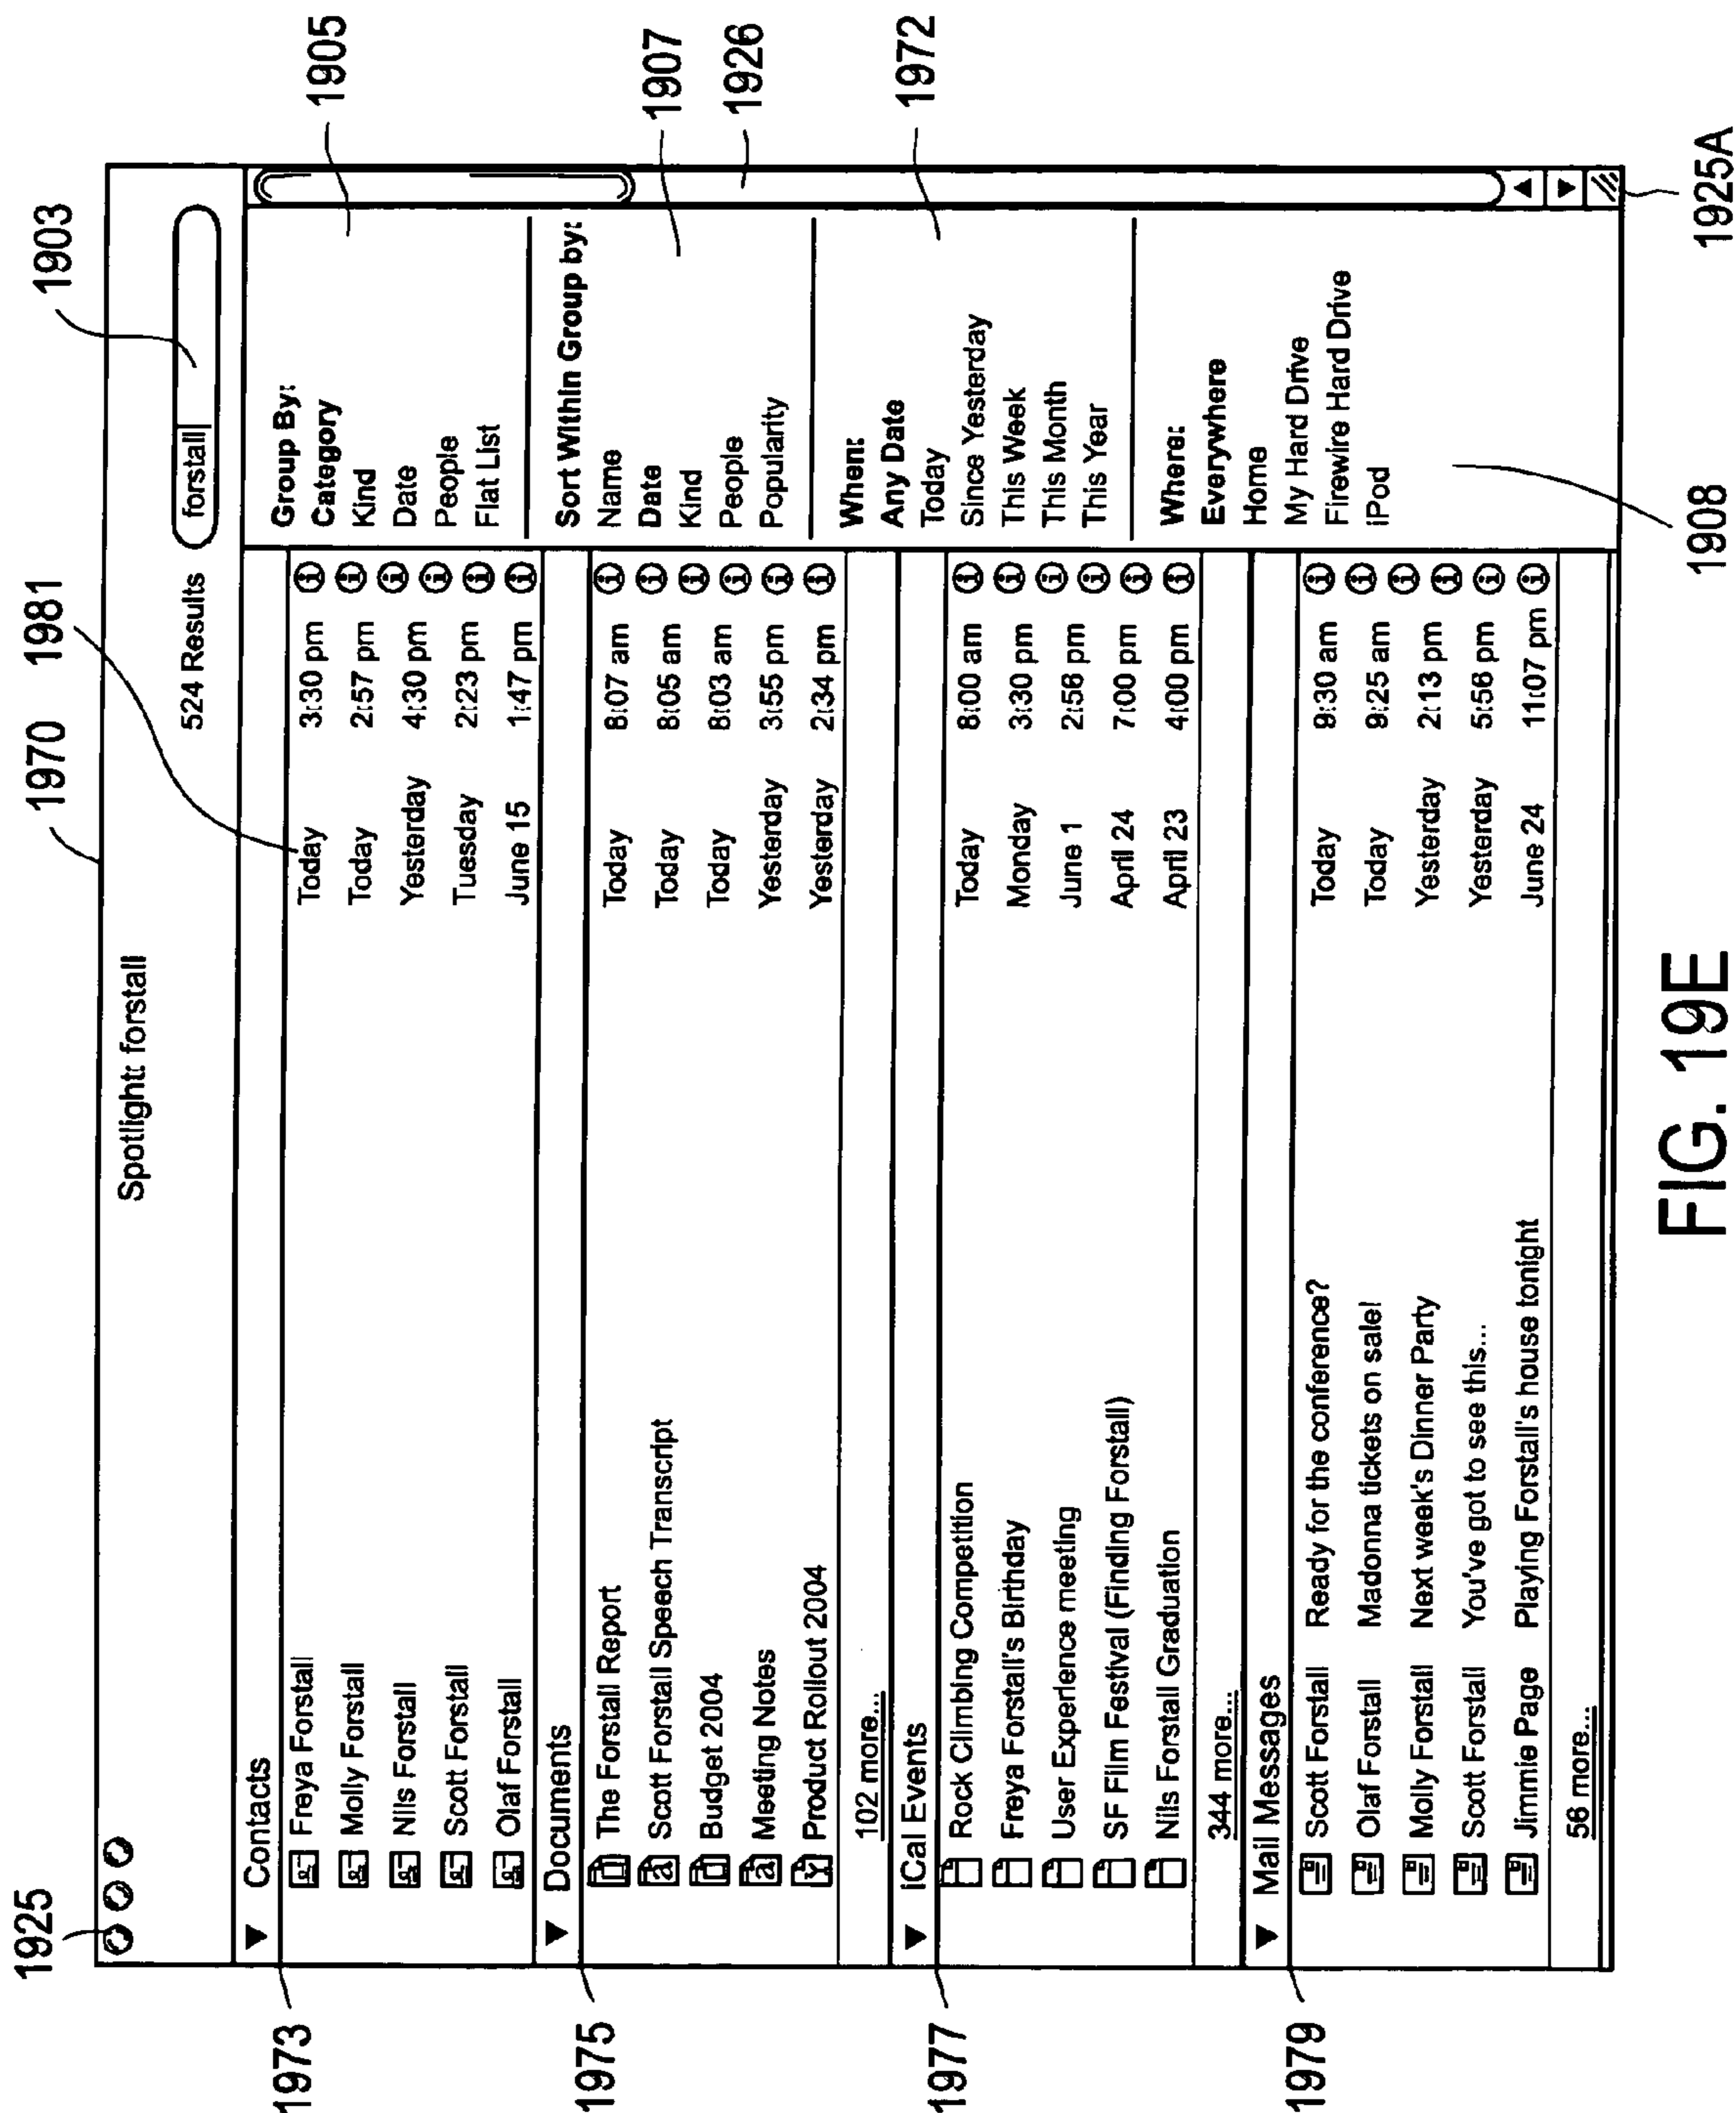 1970
1981
1903
1925
Spotlight: forstall
524 Results
forstall
1905
1973
Contacts
Freya Forstall Today 3:30 pm
Molly Forstall Today 2:57 pm
Nils Forstall Yesterday 4:30 pm
Scott Forstall Tuesday 2:23 pm
Olaf Forstall June 15 1:47 pm
1975
Documents
The Forstall Report Today 8:07 am
a Scott Forstall Speech Transcript Today 8:05 am
Budget 2004 Today 8:03 am
a Meeting Notes Yesterday 3:55 pm
Y Product Rollout 2004 Yesterday 2:34 pm
102 more...
1977
iCal Events
Rock Climbing Competition Today 8:00 am
Freya Forstall's Birthday Monday 3:30 pm
User Experience meeting June 1 2:58 pm
SF Film Festival (Finding Forstall) April 24 7:00 pm
Nils Forstall Graduation April 23 4:00 pm
344 more...
1979
Mail Messages
Scott Forstall Ready for the conference? Today 9:30 am
Olaf Forstall Madonna tickets on sale! Today 9:25 am
Molly Forstall Next week's Dinner Party Yesterday 2:13 pm
Scott Forstall You've got to see this... Yesterday 5:56 pm
Jimmie Page Playing Forstall's house tonight June 24 11:07 pm
56 more...
Group By:
Category
Kind
Date
People
Flat List
Sort Within Group by:
Name
Date
Kind
People
Popularity
1907
1926
When:
Any Date
Today
Since Yesterday
This Week
This Month
This Year
1972
Where:
Everywhere
Home
My Hard Drive
Firewire Hard Drive
iPod
1908
1925A
FIG. 19E